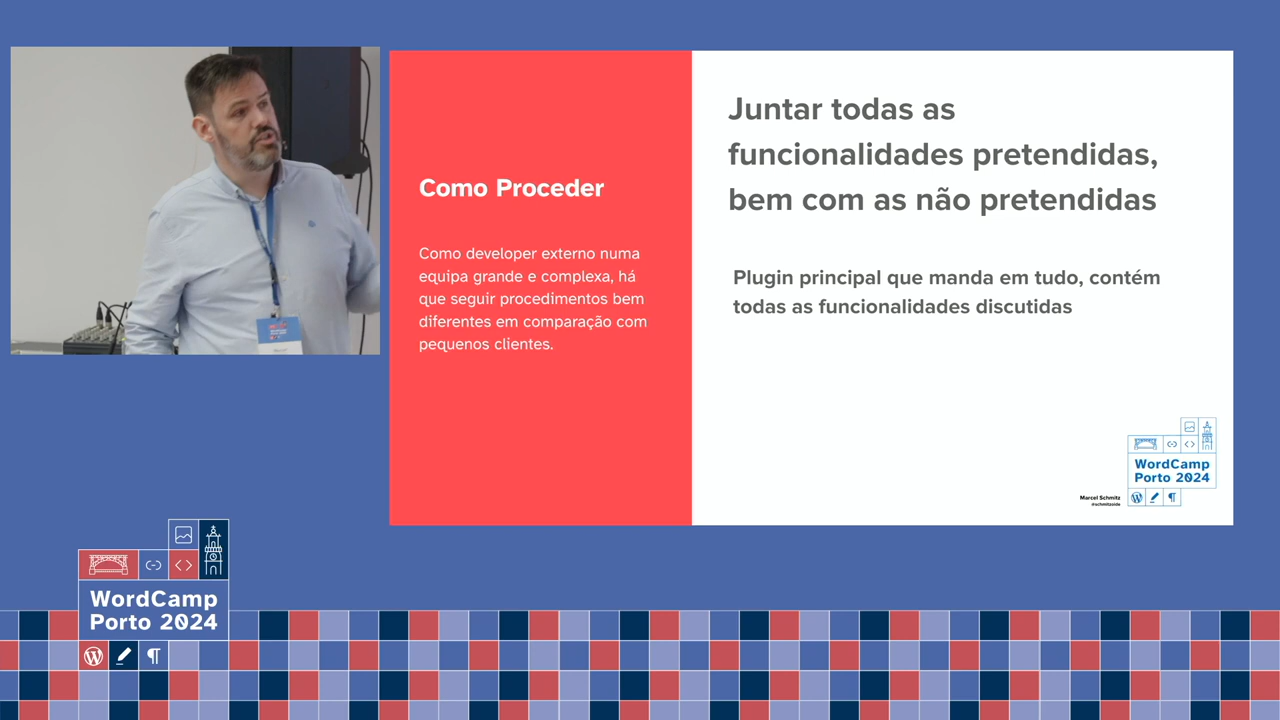 Como Proceder
Como developer externo numa
equipa grande e complexa, há
que seguir procedimentos bem
diferentes em comparação com
pequenos clientes.
Juntar todas as
funcionalidades pretendidas,
bem com as não pretendidas
Plugin principal que manda em tudo, contém
todas as funcionalidades discutidas
WordCamp
Porto 2024
Marcel Schmitz
@schmitzoide
WordCamp
Porto 2024